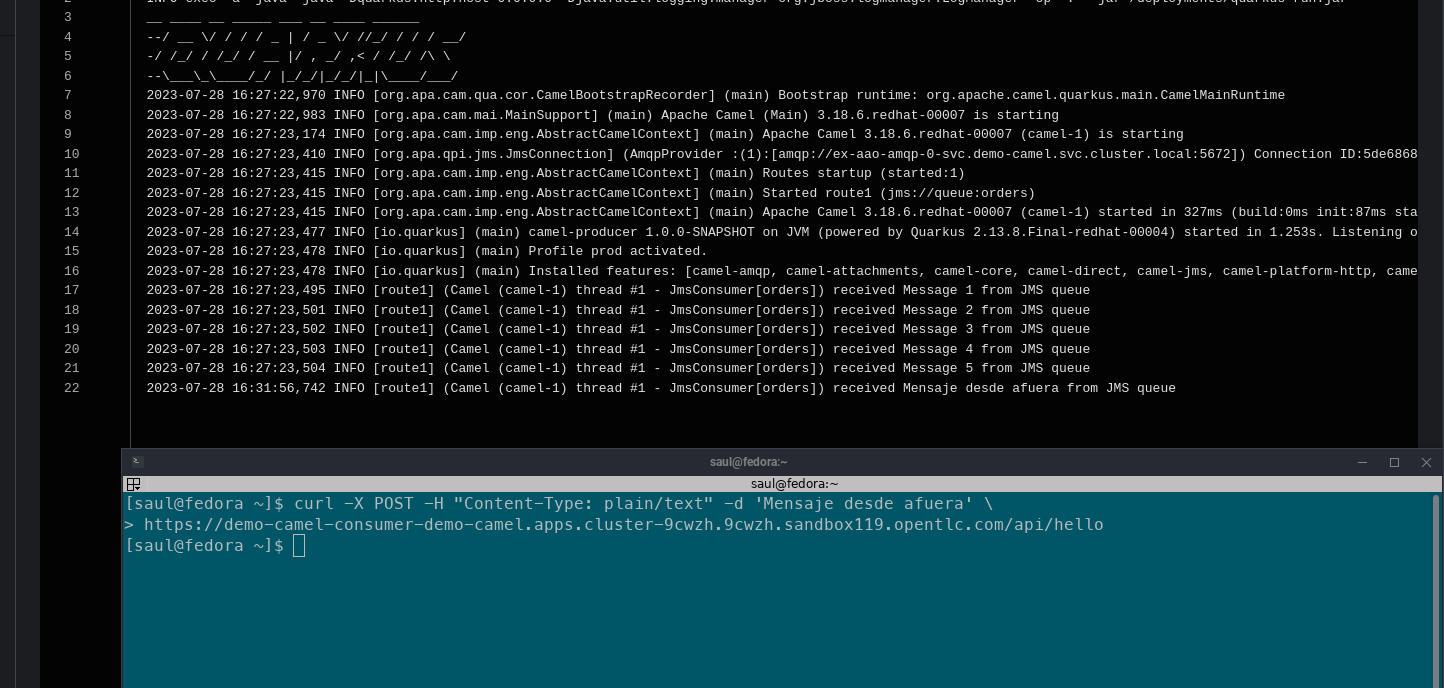 3 __ ____ __ _____ ___ __ ____ ______
4 --/ __ \/ / / / _ | / _ \/ //_/ / / / __/
5 -/ /_/ / /_/ / __ |/ , _/ ,< / /_/ /\ \
6 --\___\_\____/_/ |_/_/|_/_/|_|\____/___/
7 2023-07-28 16:27:22,970 INFO [org.apa.cam.qua.cor.CamelBootstrapRecorder] (main) Bootstrap runtime: org.apache.camel.quarkus.main.CamelMainRuntime
8 2023-07-28 16:27:22,983 INFO [org.apa.cam.mai.MainSupport] (main) Apache Camel (Main) 3.18.6.redhat-00007 is starting
9 2023-07-28 16:27:23,174 INFO [org.apa.cam.imp.eng.AbstractCamelContext] (main) Apache Camel 3.18.6.redhat-00007 (camel-1) is starting
10 2023-07-28 16:27:23,410 INFO [org.apa.qpi.jms.JmsConnection] (AmqpProvider :(1):[amqp://ex-aao-amqp-0-svc.demo-camel.svc.cluster.local:5672]) Connection ID:5de6868
11 2023-07-28 16:27:23,415 INFO [org.apa.cam.imp.eng.AbstractCamelContext] (main) Routes startup (started:1)
12 2023-07-28 16:27:23,415 INFO [org.apa.cam.imp.eng.AbstractCamelContext] (main) Started route1 (jms://queue:orders)
13 2023-07-28 16:27:23,415 INFO [org.apa.cam.imp.eng.AbstractCamelContext] (main) Apache Camel 3.18.6.redhat-00007 (camel-1) started in 327ms (build:0ms init:87ms sta
14 2023-07-28 16:27:23,477 INFO [io.quarkus] (main) camel-producer 1.0.0-SNAPSHOT on JVM (powered by Quarkus 2.13.8.Final-redhat-00004) started in 1.253s. Listening o
15 2023-07-28 16:27:23,478 INFO [io.quarkus] (main) Profile prod activated.
16 2023-07-28 16:27:23,478 INFO [io.quarkus] (main) Installed features: [camel-amqp, camel-attachments, camel-core, camel-direct, camel-jms, camel-platform-http, came
17 2023-07-28 16:27:23,495 INFO [route1] (Camel (camel-1) thread #1 - JmsConsumer[orders]) received Message 1 from JMS queue
18 2023-07-28 16:27:23,501 INFO [route1] (Camel (camel-1) thread #1 - JmsConsumer[orders]) received Message 2 from JMS queue
19 2023-07-28 16:27:23,502 INFO [route1] (Camel (camel-1) thread #1 - JmsConsumer[orders]) received Message 3 from JMS queue
20 2023-07-28 16:27:23,503 INFO [route1] (Camel (camel-1) thread #1 - JmsConsumer[orders]) received Message 4 from JMS queue
21 2023-07-28 16:27:23,504 INFO [route1] (Camel (camel-1) thread #1 - JmsConsumer[orders]) received Message 5 from JMS queue
22 2023-07-28 16:31:56,742 INFO [route1] (Camel (camel-1) thread #1 - JmsConsumer[orders]) received Mensaje desde afuera from JMS queue
saul@fedora:~
saul@fedora:~
[saul@fedora ~]$ curl -X POST -H "Content-Type: plain/text" -d 'Mensaje desde afuera' \
> https://demo-camel-consumer-demo-camel.apps.cluster-9cwzh.9cwzh.sandbox119.opentlc.com/api/hello
[saul@fedora ~]$